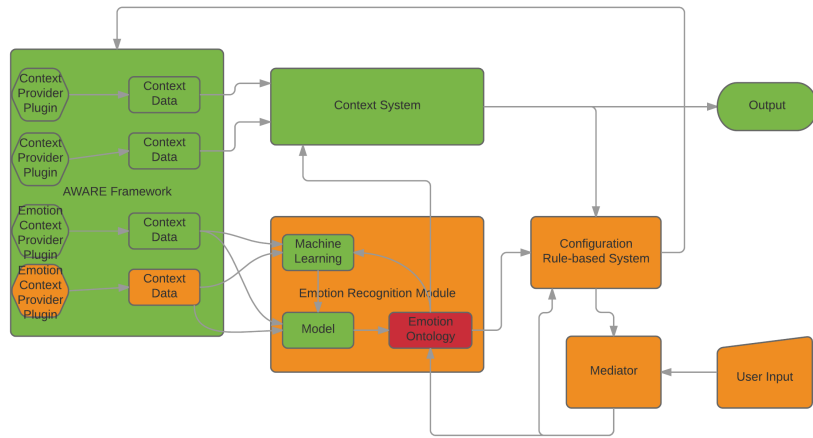 Context
Provider
Plugin
Context
Data
Context
Provider
Plugin
Context
Data
AWARE Framework
Emotion
Context
Provider
Plugin
Context
Data
Emotion
Context
Provider
Plugin
Context
Data
Context System
Output
Machine
Learning
Emotion Recognition Module
Model
Emotion
Ontology
Configuration
Rule-based System
Mediator
User Input